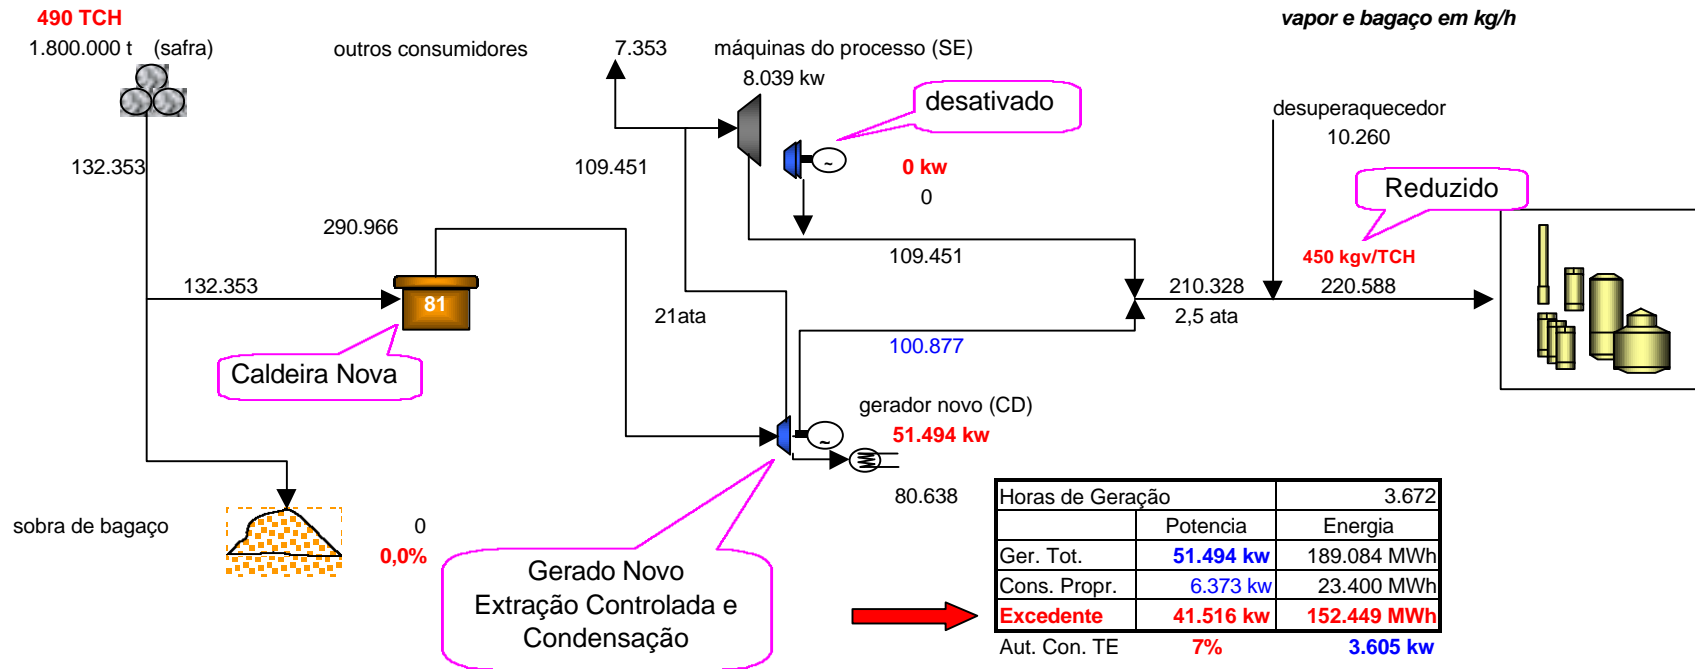 490 TCH
1.800.000 t (safra)
outros consumidores
7.353
máquinas do processo (SE)
8.039 kw
vapor e bagaço em kg/h
desativado
desuperaquecedor
10.260
132.353
109.451
~
0 kw
0
Reduzido
290.966
109.451
450 kgv/TCH
132.353
81
21ata
210.328
220.588
2,5 ata
100.877
Caldeira Nova
gerador novo (CD)
51.494 kw
~
80.638
sobra de bagaço
0
0,0%
Gerado Novo
Extração Controlada e
Condensação
Horas de Geração 3.672
Potencia Energia
Ger. Tot. 51.494 kw 189.084 MWh
Cons. Propr. 6.373 kw 23.400 MWh
Excedente 41.516 kw 152.449 MWh
Aut. Con. TE 7% 3.605 kw